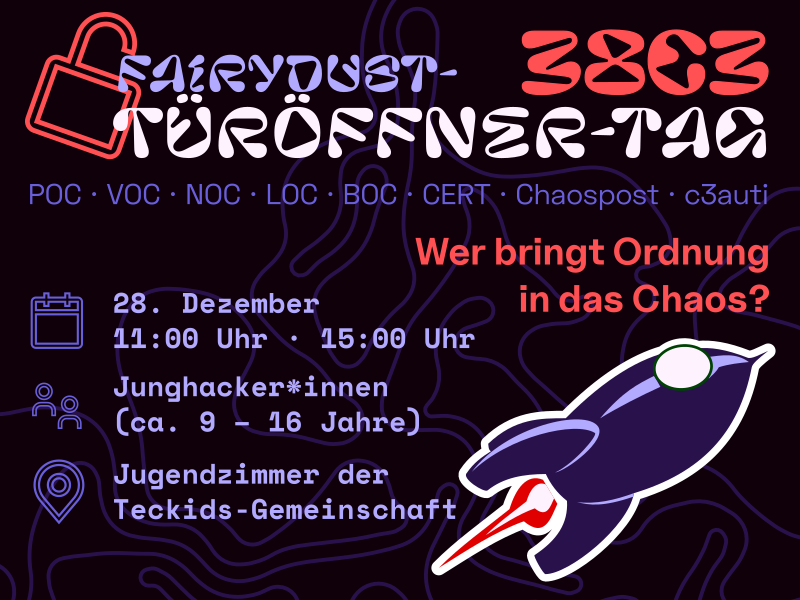 FAIRYDUST- 38C3
TÜRÖFFNER-TAG
POC · VOC · NOC · LOC · BOC · CERT · Chaospost · c3auti
Wer bringt Ordnung
in das Chaos?
28. Dezember
11:00 Uhr · 15:00 Uhr
Junghacker*innen
(ca. 9 – 16 Jahre)
Jugendzimmer der
Teckids-Gemeinschaft